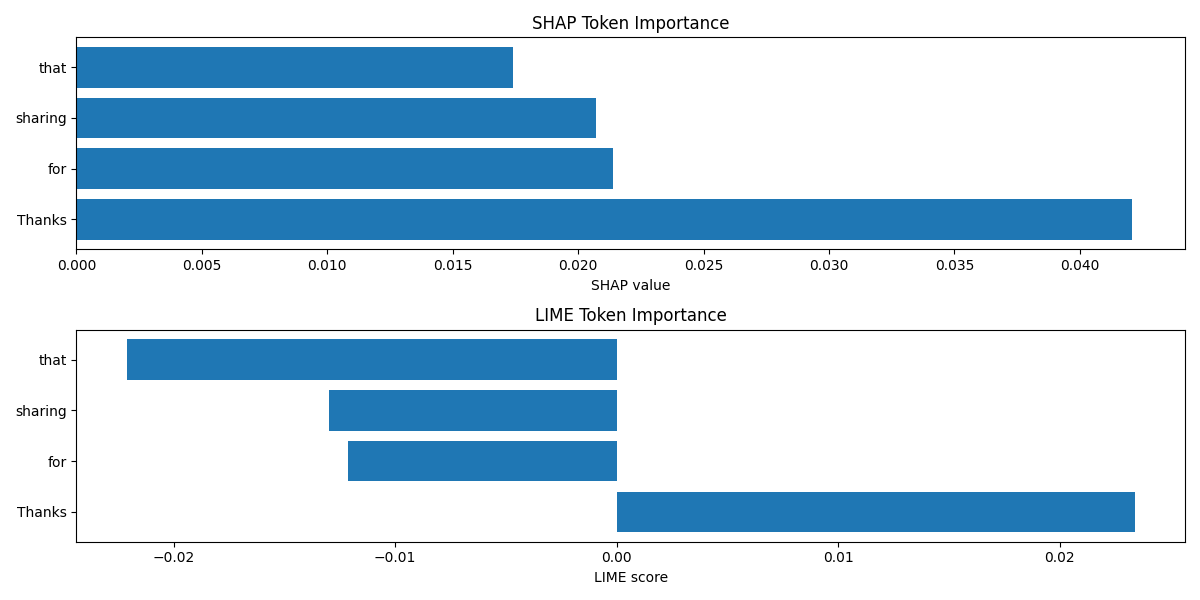 SHAP Token Importance
that
sharing
for
Thanks
0.000 0.005 0.010 0.015 0.020 0.025 0.030 0.035 0.040
SHAP value
LIME Token Importance
that
sharing
for
Thanks
−0.02 −0.01 0.00 0.01 0.02
LIME score